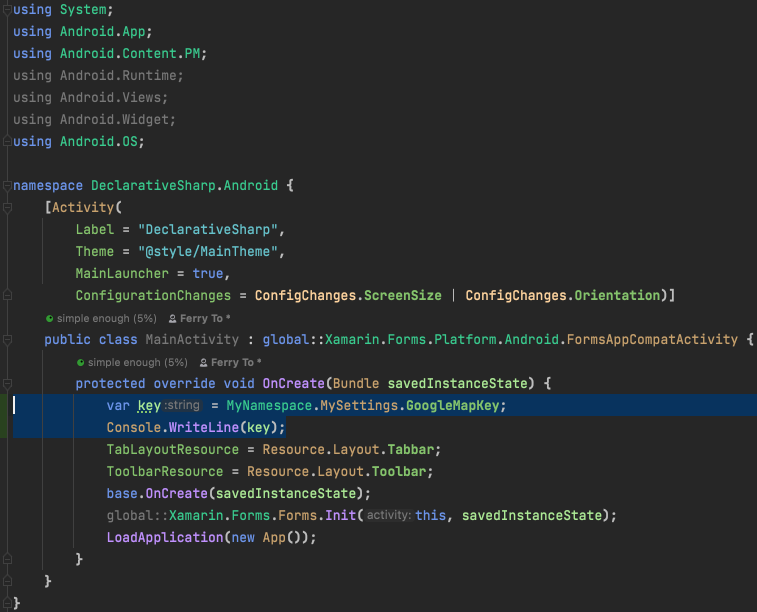 using System;
using Android.App;
using Android.Content.PM;
using Android.Runtime;
using Android.Views;
using Android.Widget;
using Android.OS;
namespace DeclarativeSharp.Android {
[Activity(
Label = "DeclarativeSharp",
Theme = "@style/MainTheme",
MainLauncher = true,
ConfigurationChanges = ConfigChanges.ScreenSize | ConfigChanges.Orientation)]
simple enough (5%) Ferry To *
public class MainActivity : global::Xamarin.Forms.Platform.Android.FormsAppCompatActivity {
simple enough (5%) Ferry To *
protected override void OnCreate(Bundle savedInstanceState) {
var key :string = MyNamespace.MySettings.GoogleMapKey;
Console.WriteLine(key);
TabLayoutResource = Resource.Layout.Tabbar;
ToolbarResource = Resource.Layout.Toolbar;
base.OnCreate(savedInstanceState);
global::Xamarin.Forms.Forms.Init( activity: this, savedInstanceState);
LoadApplication(new App());
}
}
}